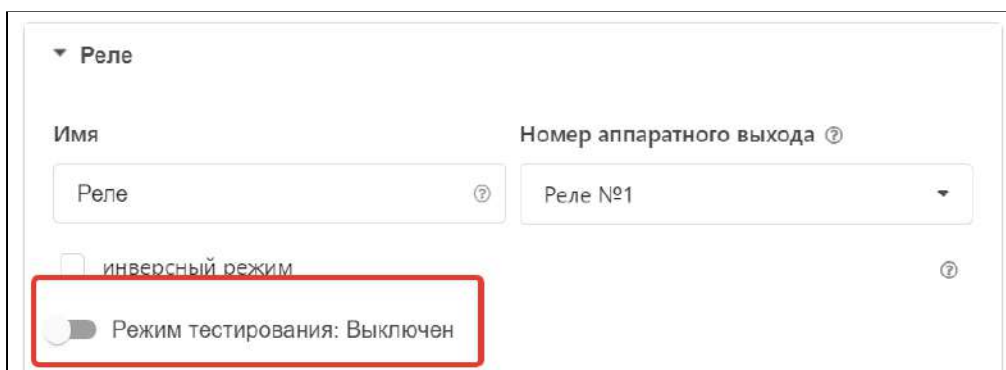 Реле
Имя
Номер аппаратного выхода
Реле
Реле №1
инверсный режим
Режим тестирования: Выключен